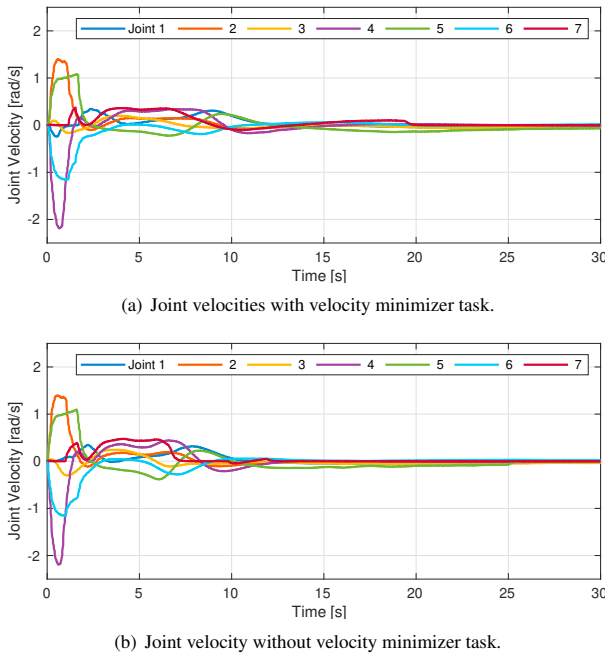 Joint 1 2 3 4 5 6 7
2
1
0
-1
-2
Joint Velocity [rad/s]
0 5 10 15 20 25 30
Time [s]
(a) Joint velocities with velocity minimizer task.
Joint 1 2 3 4 5 6 7
2
1
0
-1
-2
Joint Velocity [rad/s]
0 5 10 15 20 25 30
Time [s]
(b) Joint velocity without velocity minimizer task.